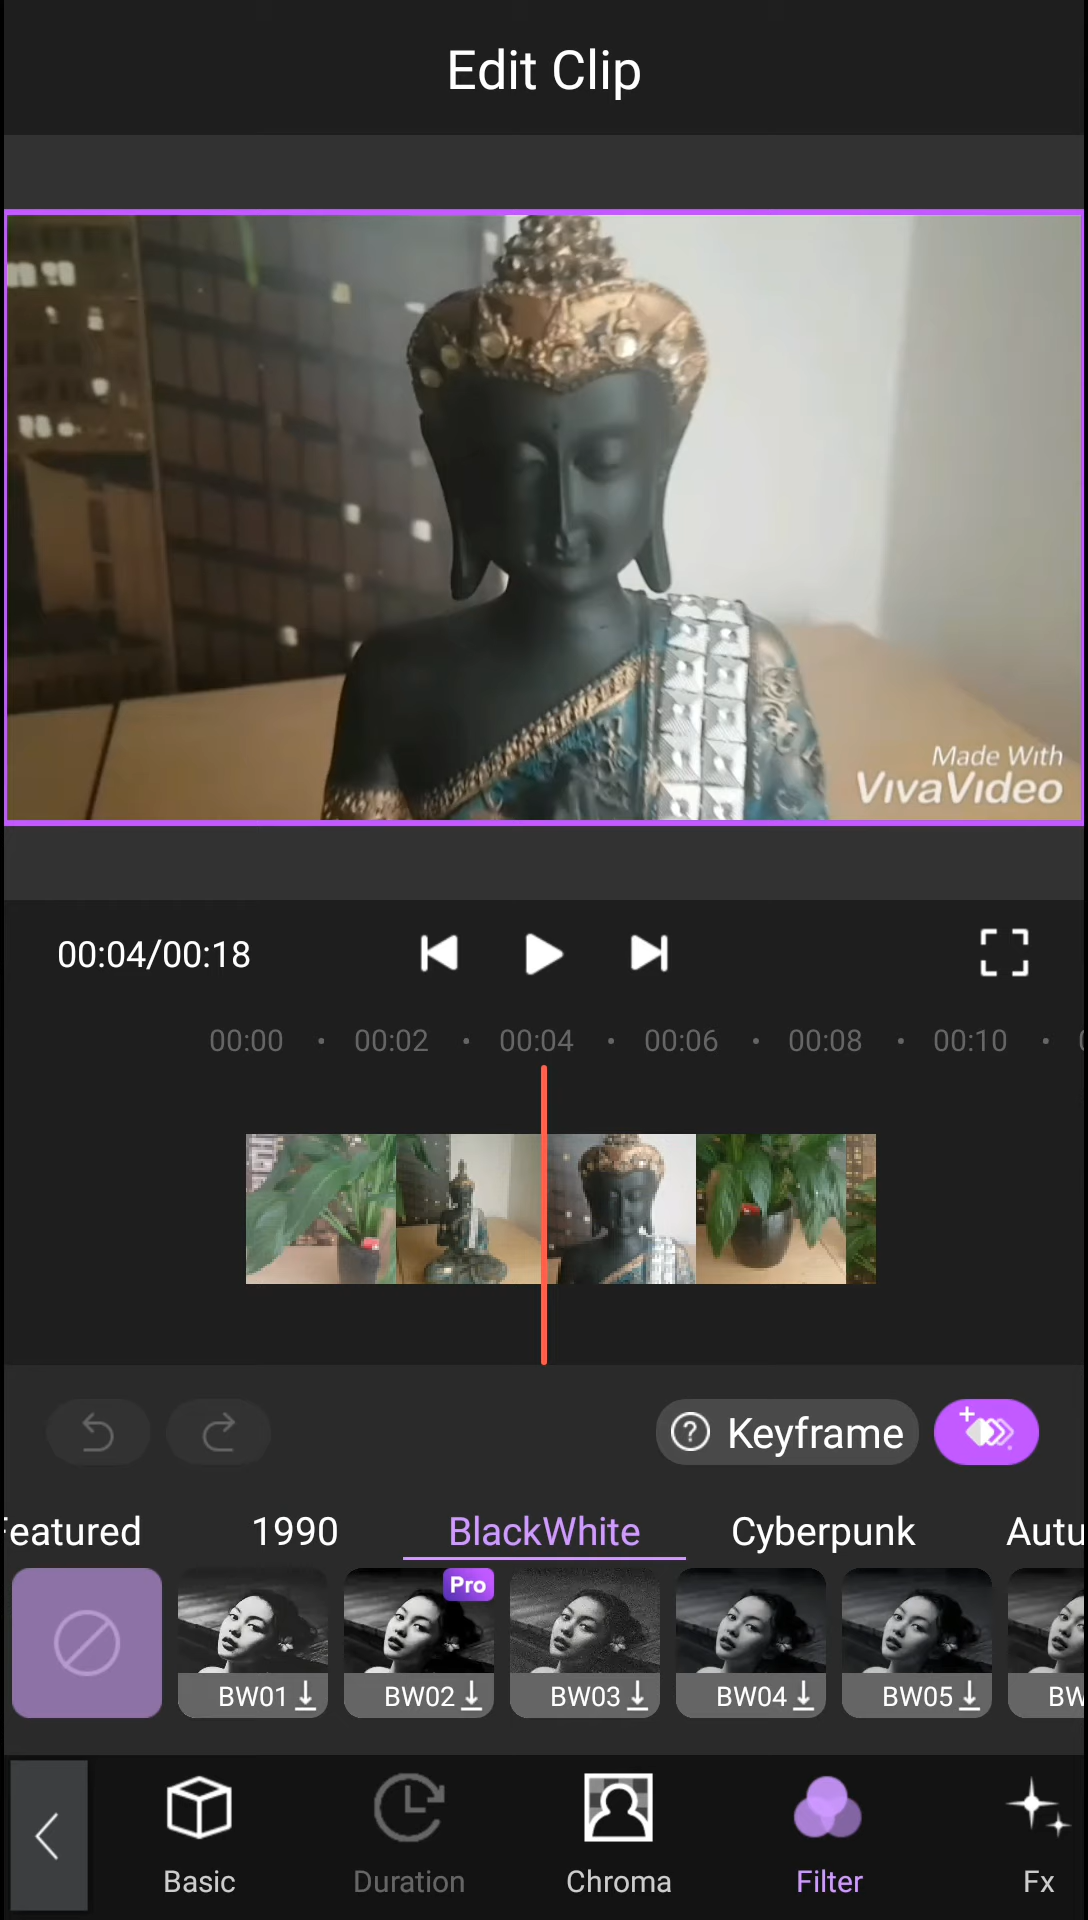 Edit Clip
Made With
VivaVideo
00:04/00:18
00:00 00:02 00:04 00:06 00:08 00:10
Keyframe
Featured 1990 BlackWhite Cyberpunk Autu
Pro
BW01 BW02 BW03 BW04 BW05 BW
Basic Duration Chroma Filter Fx